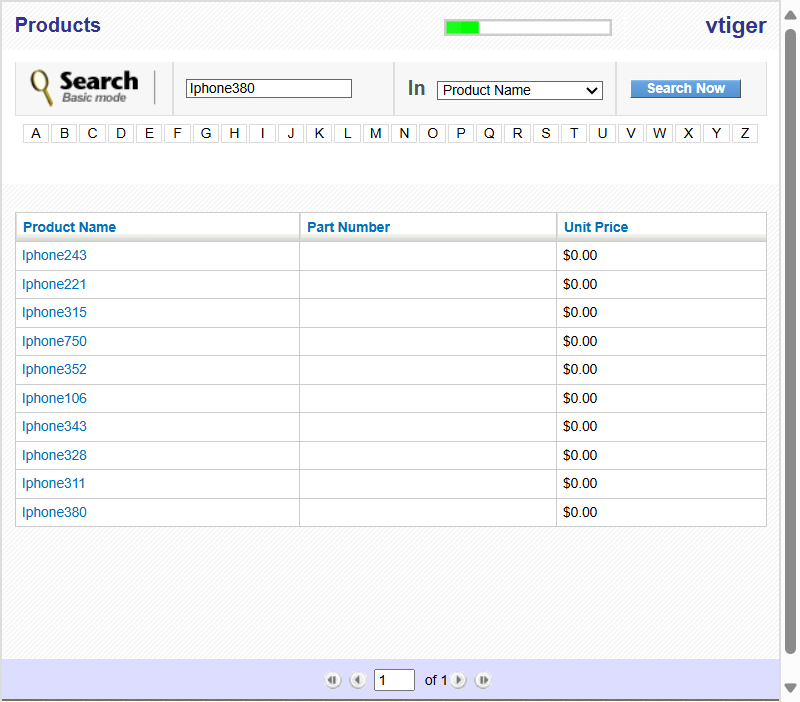 Products vtiger
Search
Basic mode
Iphone380 In Product Name Search Now
A B C D E F G H I J K L M N O P Q R S T U V W X Y Z
Product Name Part Number Unit Price
Iphone243 $0.00
Iphone221 $0.00
Iphone315 $0.00
Iphone750 $0.00
Iphone352 $0.00
Iphone106 $0.00
Iphone343 $0.00
Iphone328 $0.00
Iphone311 $0.00
Iphone380 $0.00
1 of 1